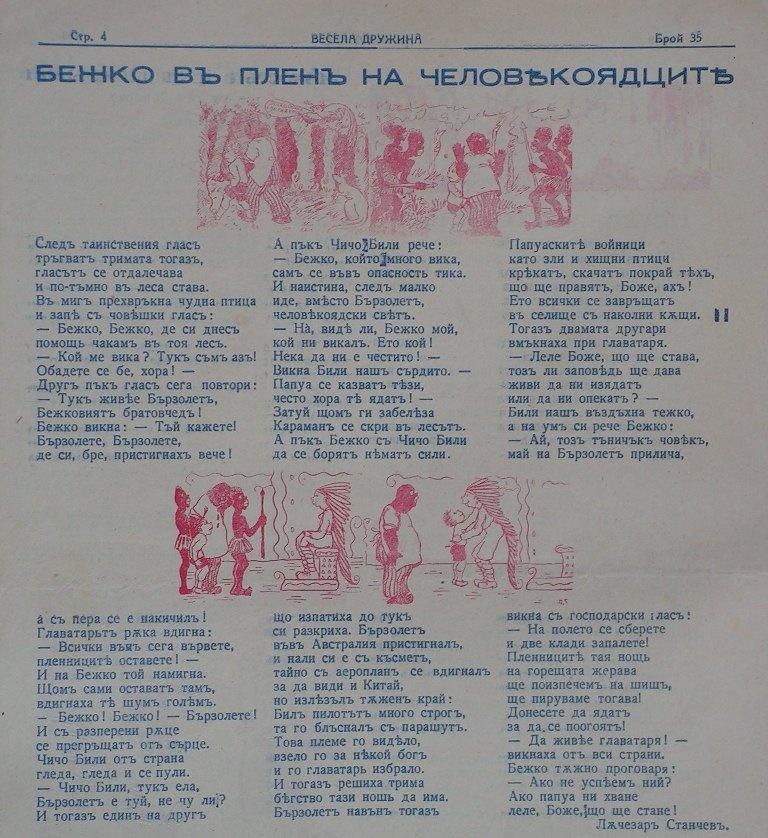 Стр. 4
ВЕСЕЛА ДРУЖИНА
Брой 35
БЕЖКО ВЪ ПЛЕНЪ НА ЧЕЛОВѢКОЯДЦИТѢ
Следъ таинствения гласъ
тръгватъ тримата тогазъ,
гласътъ се отдалечава
и по-тъмно въ леса става.
Въ мигъ прехвръкна чудна птица
и запѣ съ човѣшки гласъ:
— Бежко, Бежко, де си днесъ
помощь чакамъ въ тоя лесъ.
— Кой ме вика? Тукъ съмъ азъ!
Обадете се бе, хора! —
Другъ пъкъ гласъ сега повтори:
— Тукъ живѣе Бързолетъ,
Бежковиятъ братовчедъ!
Бежко викна: — Тъй кажете!
Бързолете, Бързолете,
де си, бре, пристигнахъ вече!
А пъкъ Чичо Били рече:
— Бежко, който много вика,
самъ се въвъ опасность тика.
И наистина, следъ малко
иде, вмѣсто Бързолетъ,
человѣкоядски свѣтъ.
— На̀, видѣ ли, Бежко мой,
кой ни викалъ. Ето кой!
Нека да ни е честито! —
Викна Били нашъ сърдито. —
Папуа се казватъ тѣзи,
често хора тѣ ядатъ! —
Затуй щомъ ги забелѣза
Караманъ се скри въ лесътъ.
А пъкъ Бежко съ Чичо Били
да се борятъ нѣматъ сили.
Папуаскитѣ войници
като зли и хищни птици
крѣкатъ, скачатъ покрай тѣхъ,
що ще правятъ, Боже, ахъ!
Ето всички се завръщатъ
въ селище съ наколни кѫщи.
Тогазъ двамата другари
вмъкнаха при главатаря.
— Леле Боже, що ще става,
тозъ ли заповѣдь ще дава
живи да ни изядатъ
или да ни опекатъ? —
Били нашъ въздъхна тежко,
а на умъ си рече Бежко:
— Ай, тозъ тъничъкъ човѣкъ,
май на Бързолетъ прилича,
а съ пера се е накичилъ!
Главатарьтъ рѫка вдигна:
— Всички вънъ сега вървете,
пленницитѣ оставете! —
И на Бежко той намигна.
Щомъ сами оставатъ тамъ,
вдигнаха тѣ шумъ голѣмъ.
— Бежко! Бежко! — Бързолете!
И съ разперени рѫце
се прегръщатъ отъ сърце.
Чичо Били отъ страна
гледа, гледа и се пули.
— Чичо Били, тукъ ела,
Бързолетъ е туй, не чу ли?
И тогазъ единъ на другъ
що изпатиха до тукъ
си разкриха. Бързолетъ
въвъ Австралия пристигналъ,
и нали си е съ късметъ,
тайно съ аеропланъ се вдигналъ
за да види и Китай,
но излѣзълъ тѫженъ край:
Билъ пилотътъ много строгъ,
та го блъсналъ съ парашутъ.
Това племе го видѣло,
взело го за нѣкой богъ
и го главатарь избрало.
И тогазъ решиха трима
бѣгство тази нощь да има.
Бързолетъ навънъ тогазъ
викна съ господарски гласъ:
— На полето се сберете
и две клади запалете!
Пленницитѣ тая нощь
на горещата жерава
ще поизпечемъ на шишъ,
ще пируваме тогава!
Донесете да ядатъ
за да се поогоятъ!
— Да живѣе главатаря! —
викнаха отъ вси страни.
Бежко тѫжно проговаря:
— Ако не успѣемъ ний?
Ако папуа ни хване
леле, Боже, що ще стане!
Лѫчезаръ Станчевъ.